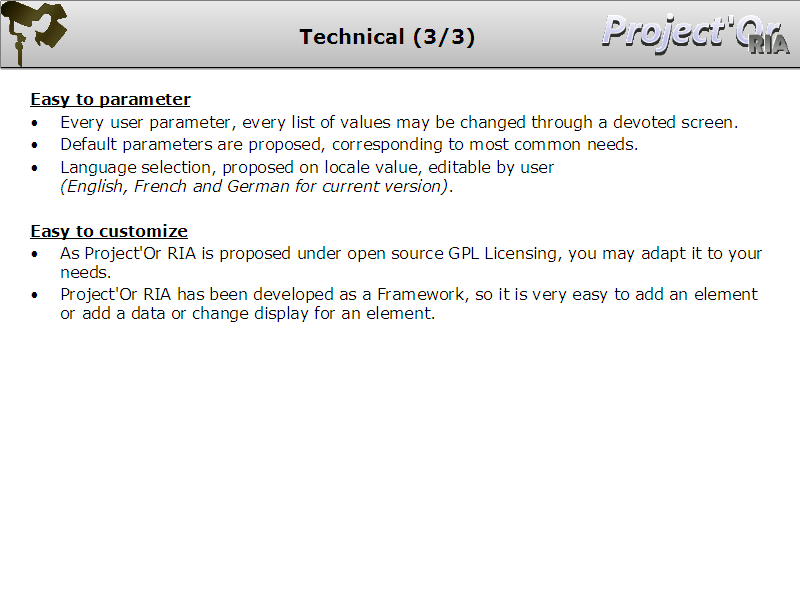 Technical (3/3)
Project'Or
RIA
Easy to parameter
• Every user parameter, every list of values may be changed through a devoted screen.
• Default parameters are proposed, corresponding to most common needs.
• Language selection, proposed on locale value, editable by user
(English, French and German for current version).
Easy to customize
• As Project'Or RIA is proposed under open source GPL Licensing, you may adapt it to your
needs.
• Project'Or RIA has been developed as a Framework, so it is very easy to add an element
or add a data or change display for an element.